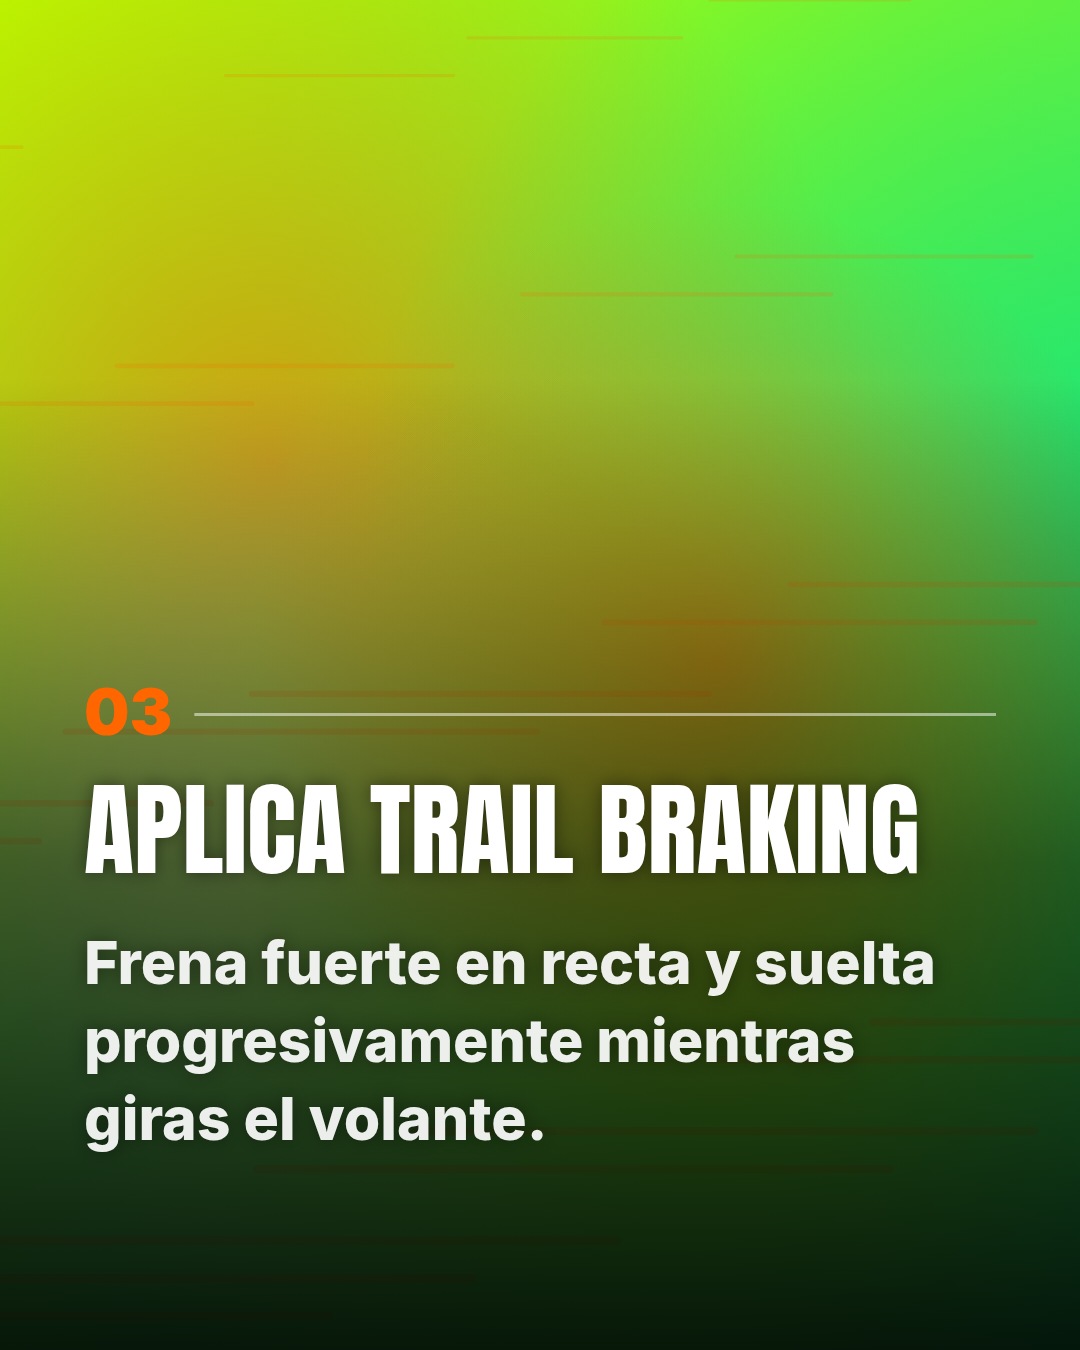 03
APLICA TRAIL BRAKING
Frena fuerte en recta y suelta
progresivamente mientras
giras el volante.